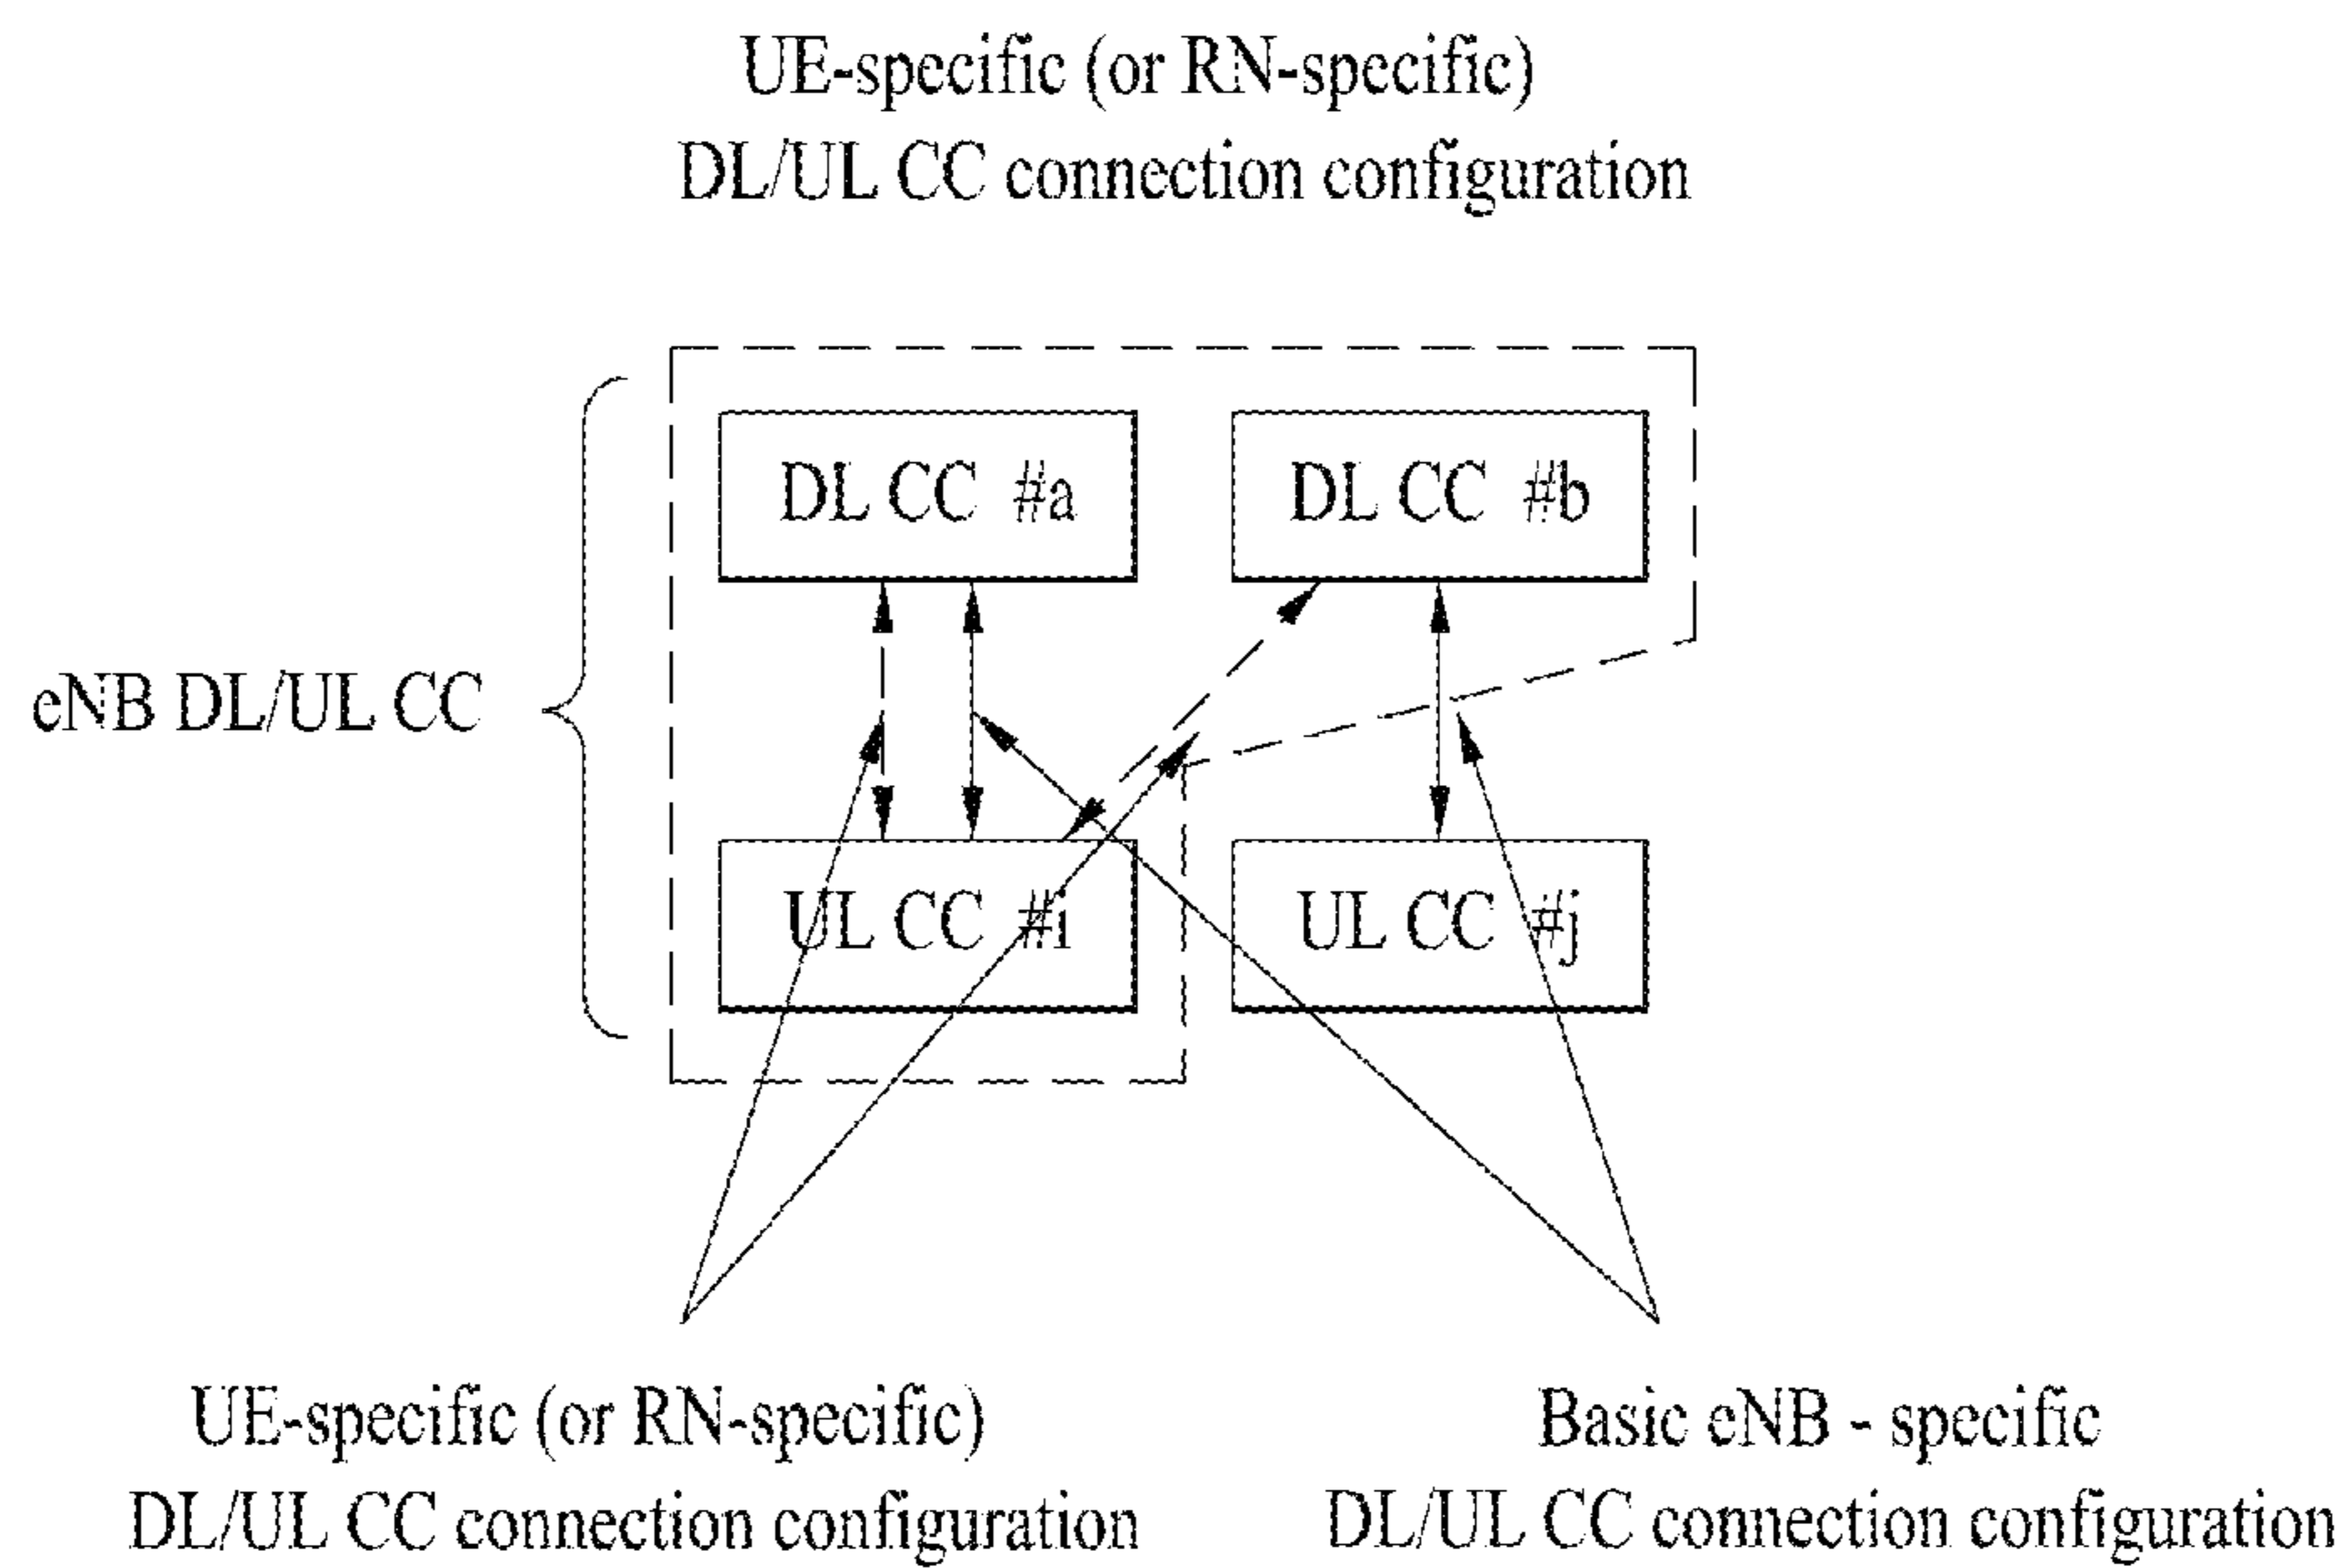 UE-specific (or RN-specific)
DL/UL CC connection configuration
DL CC #a
DL CC #b
eNB DL/UL CC
UL CC #i
UL CC #j
UE-specific (or RN-specific)
DL/UL CC connection configuration
Basic eNB - specific
DL/UL CC connection configuration